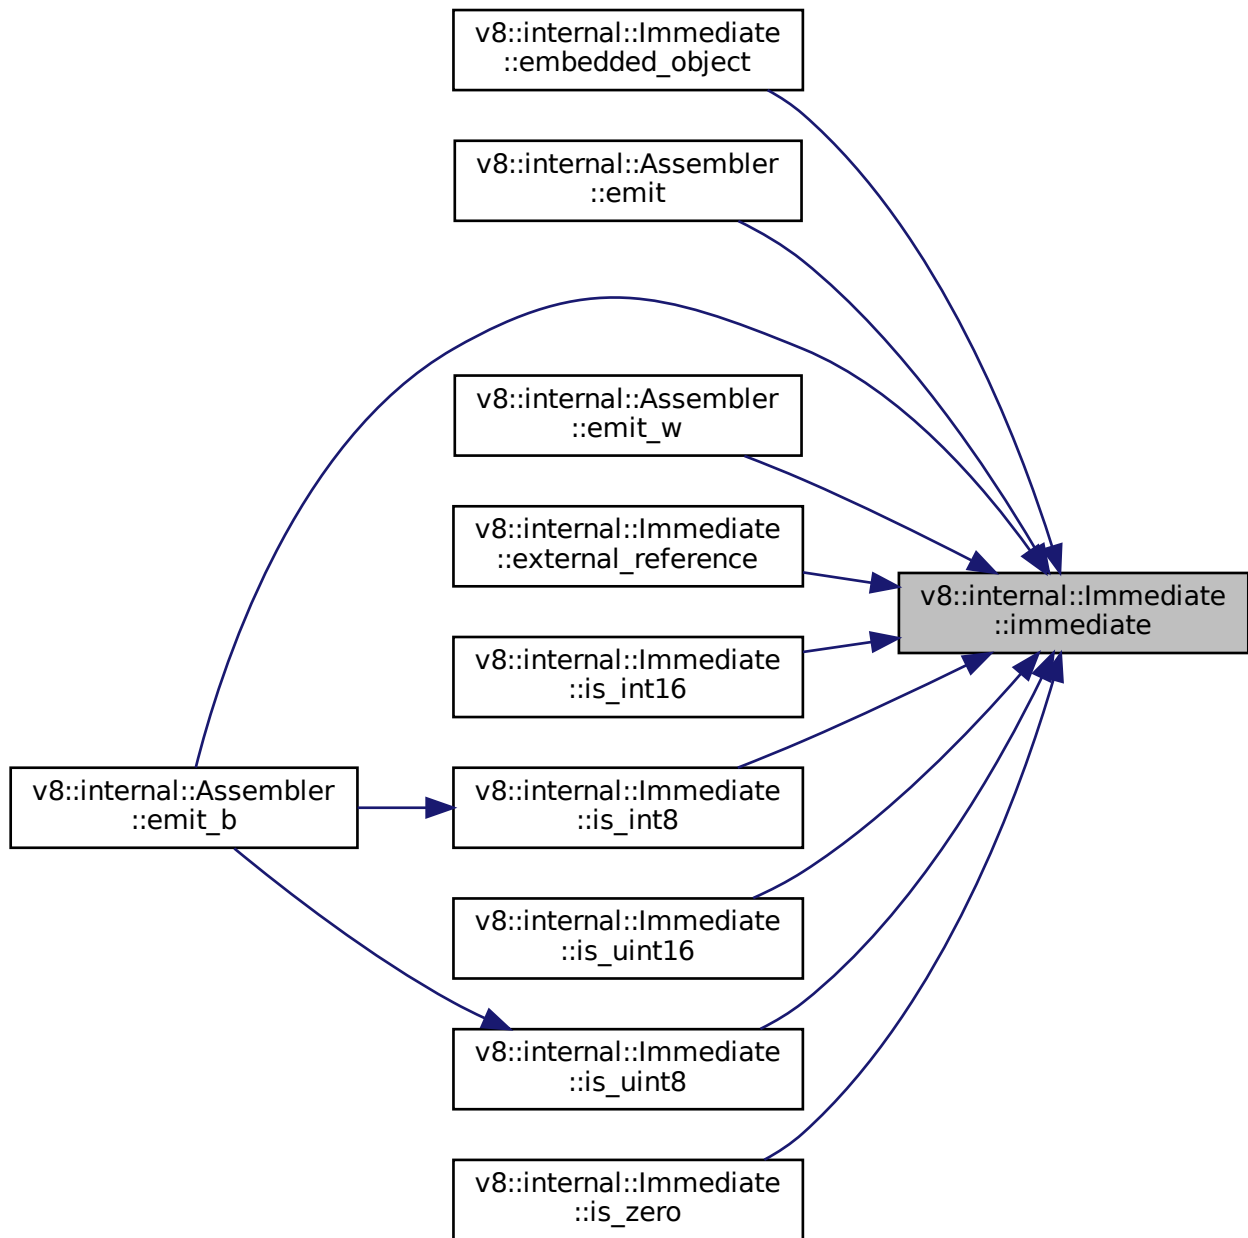 v8::internal::Immediate
::embedded_object
v8::internal::Assembler
::emit
v8::internal::Assembler
::emit_w
v8::internal::Immediate
::external_reference
v8::internal::Immediate
::immediate
v8::internal::Immediate
::is_int16
v8::internal::Assembler
::emit_b
v8::internal::Immediate
::is_int8
v8::internal::Immediate
::is_uint16
v8::internal::Immediate
::is_uint8
v8::internal::Immediate
::is_zero